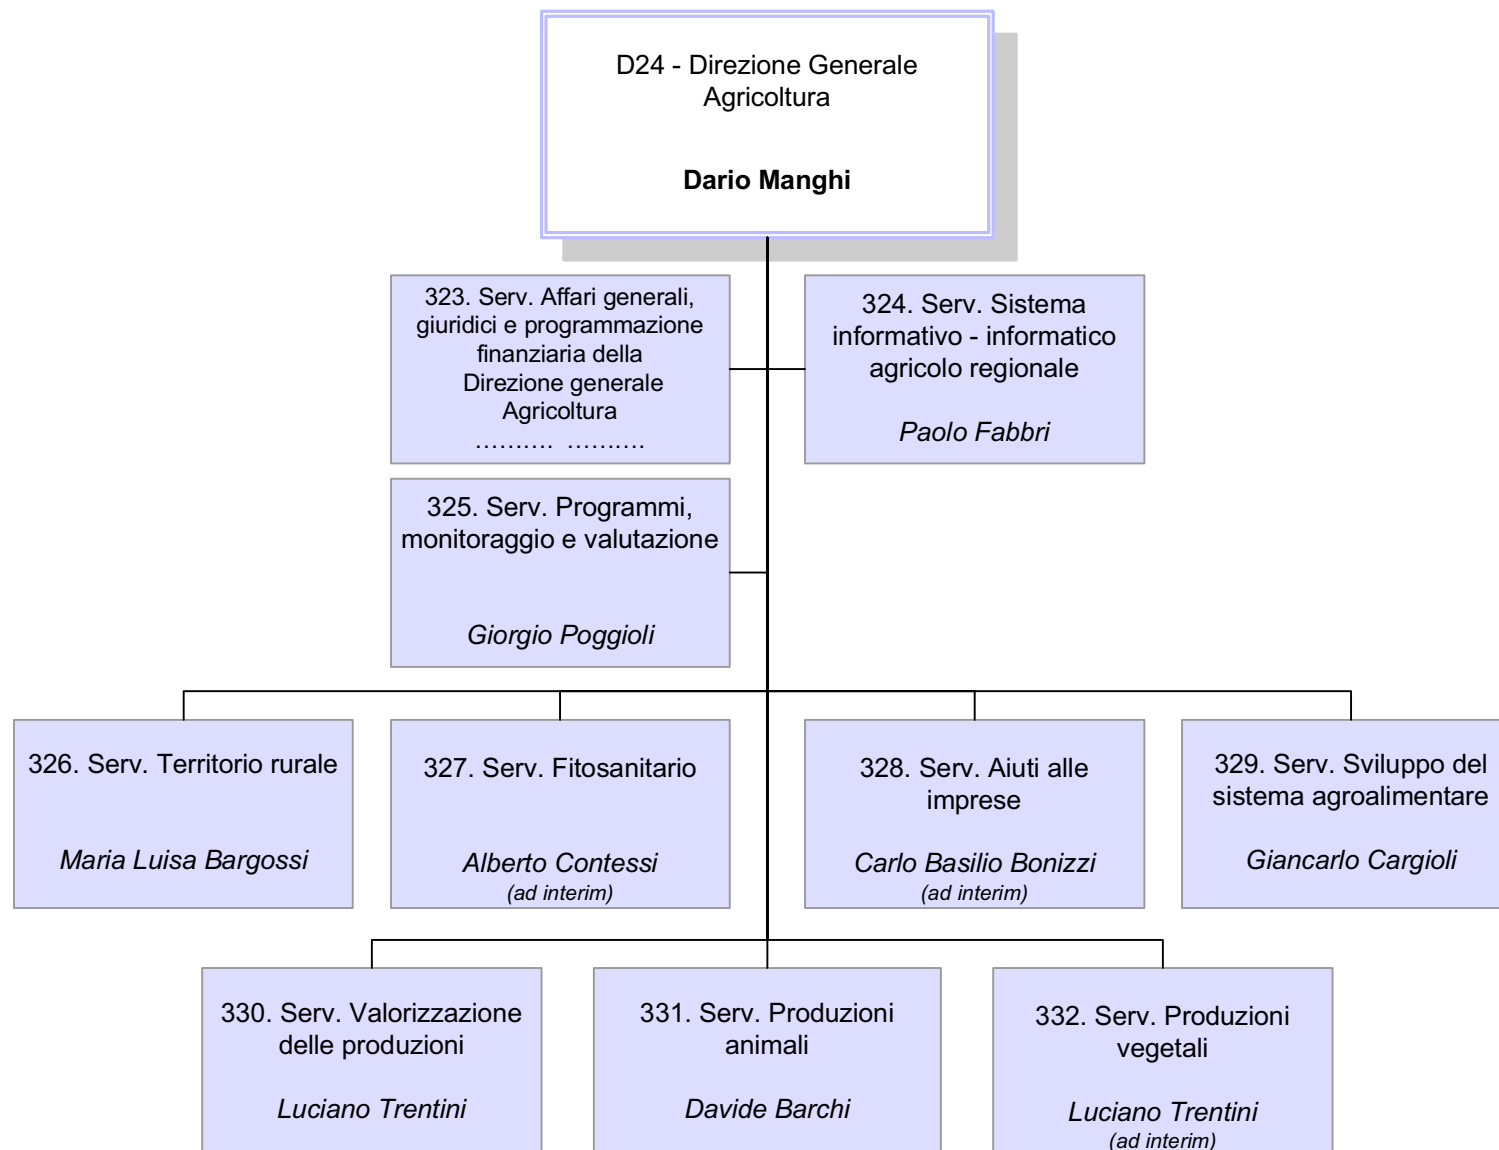 D24 - Direzione Generale
Agricoltura
Dario Manghi
323. Serv. Affari generali,
giuridici e programmazione
finanziaria della
Direzione generale
Agricoltura
.......... ..........
324. Serv. Sistema
informativo - informatico
agricolo regionale
Paolo Fabbri
325. Serv. Programmi,
monitoraggio e valutazione
Giorgio Poggioli
326. Serv. Territorio rurale
Maria Luisa Bargossi
327. Serv. Fitosanitario
Alberto Contessi
(ad interim)
328. Serv. Aiuti alle
imprese
Carlo Basilio Bonizzi
(ad interim)
329. Serv. Sviluppo del
sistema agroalimentare
Giancarlo Cargioli
330. Serv. Valorizzazione
delle produzioni
Luciano Trentini
331. Serv. Produzioni
animali
Davide Barchi
332. Serv. Produzioni
vegetali
Luciano Trentini
(ad interim)